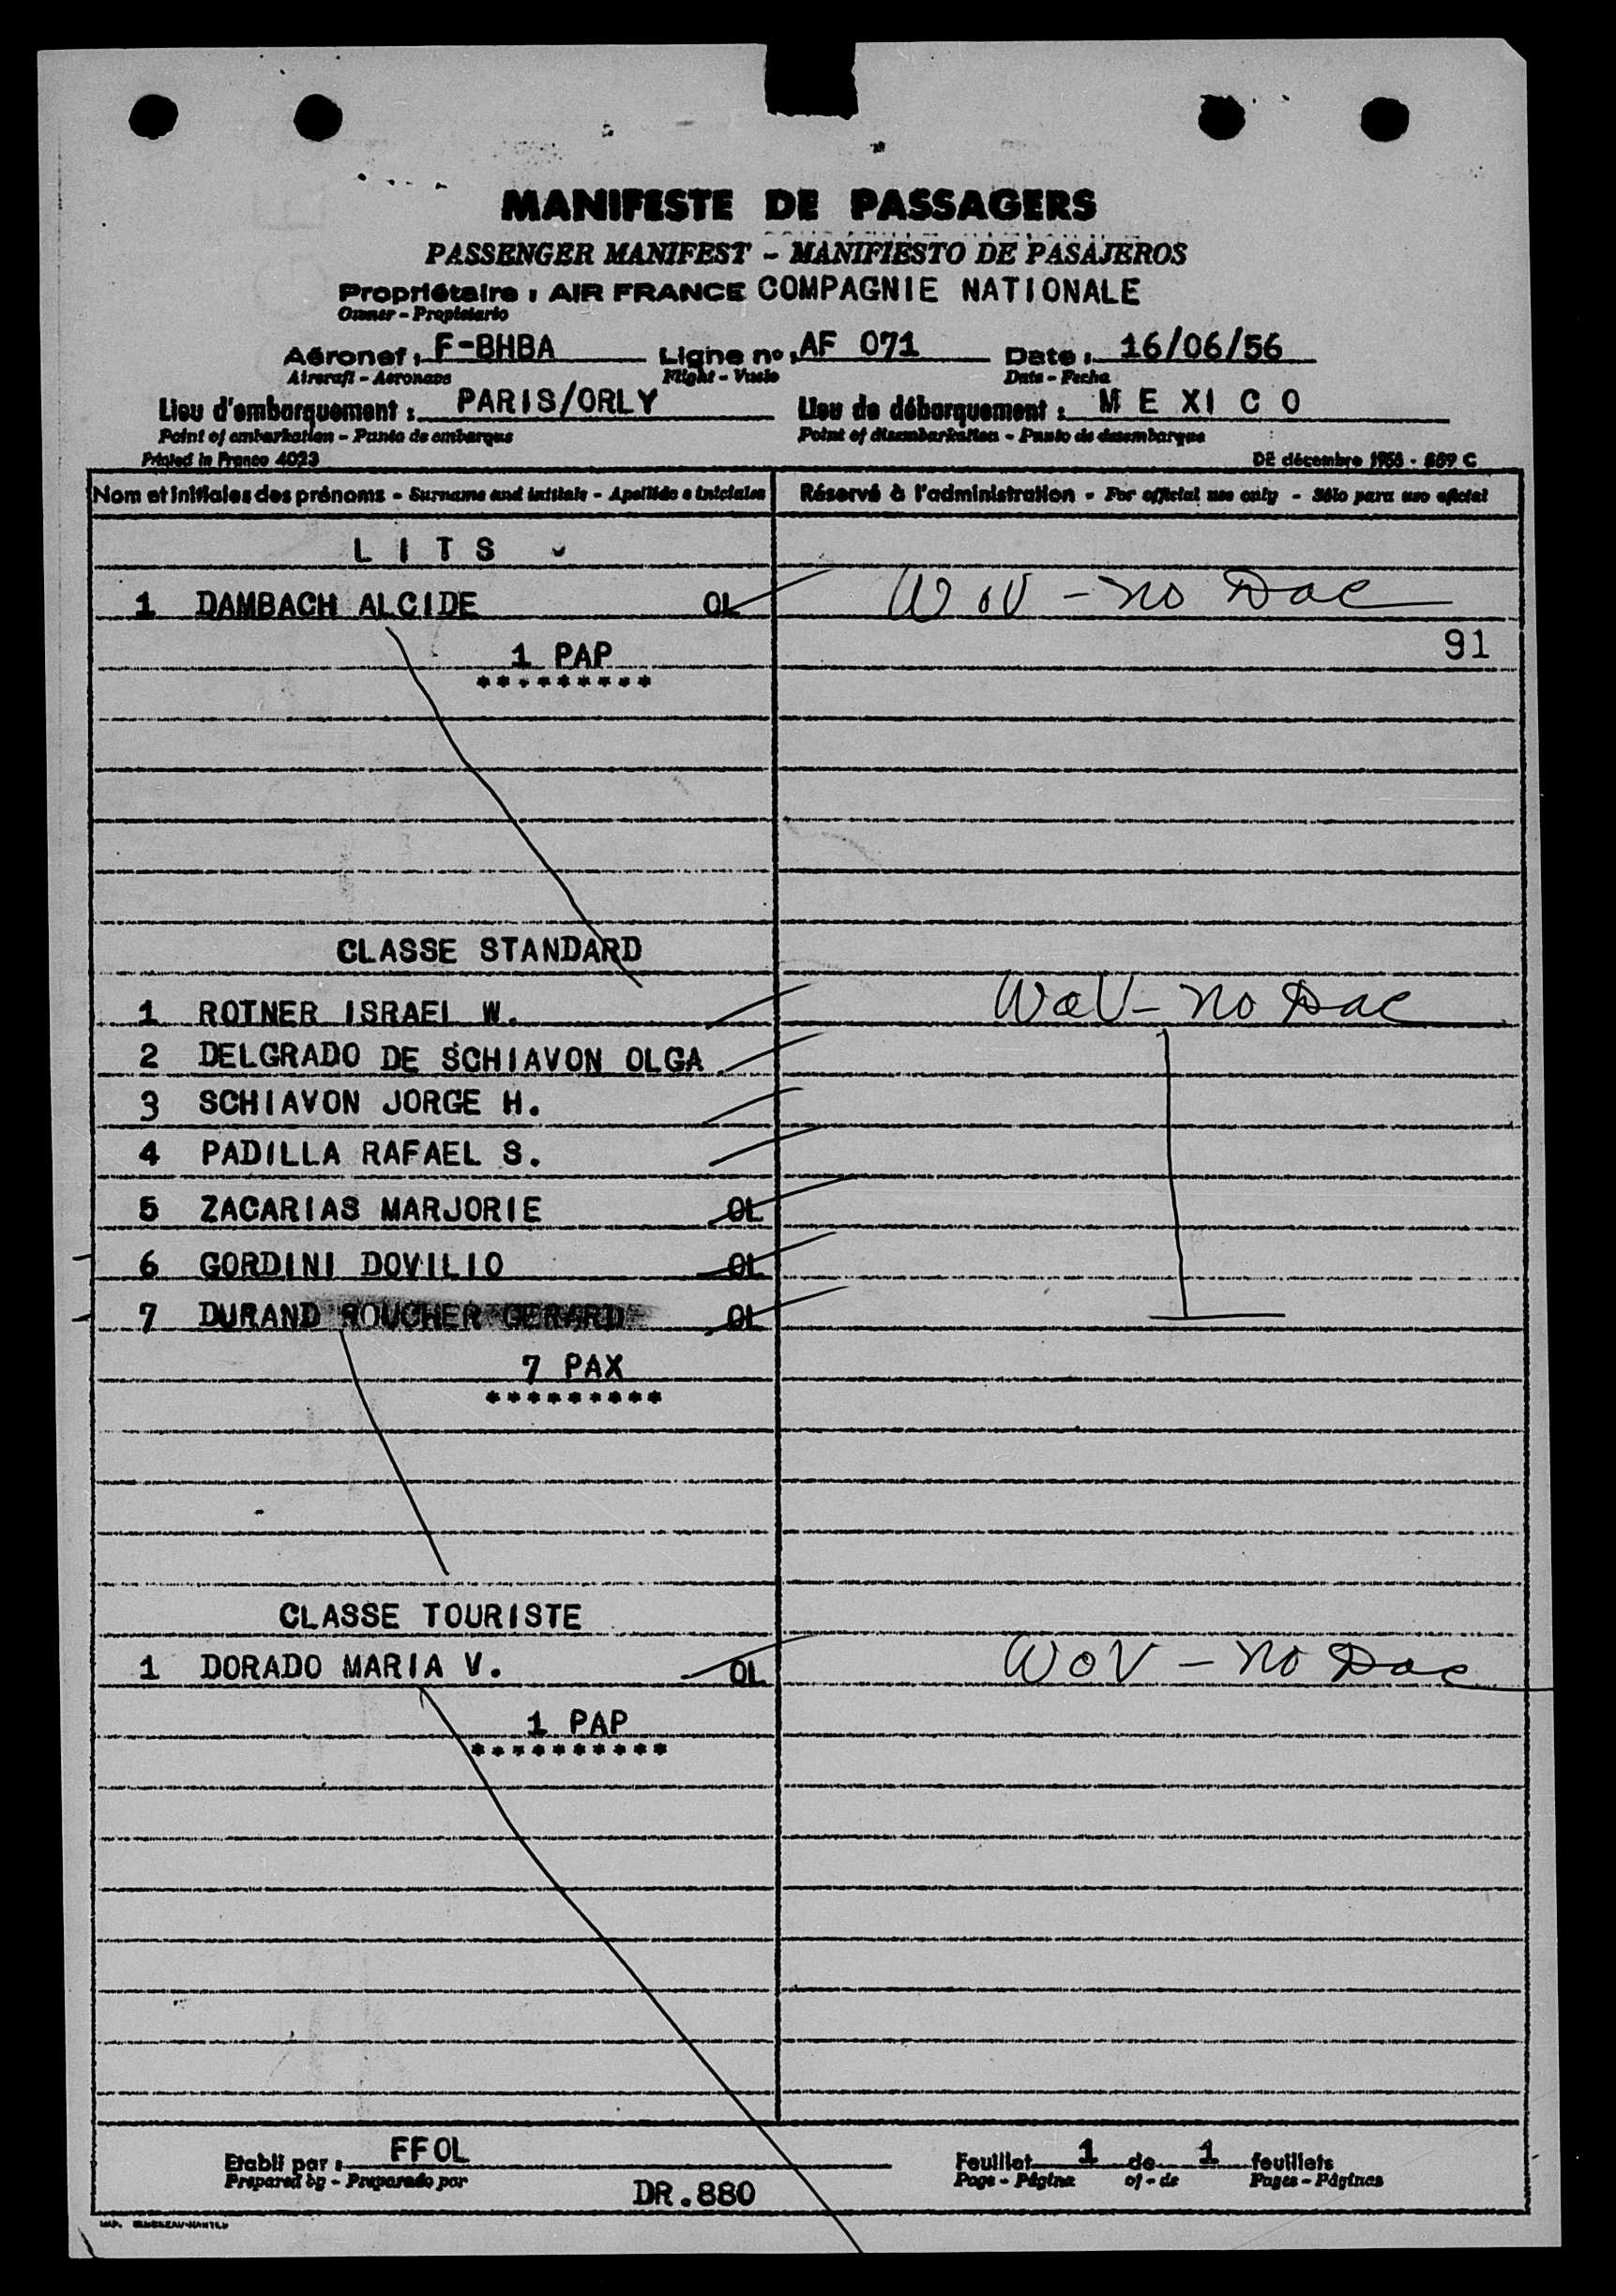 MANIFESTE DE PASSAGERS
PASSENGER MANIFEST - MANIFIESTO DE PASAJEROS
Propriétaire : AIR FRANCE COMPAGNIE NATIONALE
Owner - Propietario
Aéronef : F-BHBA Ligne nº : AF 071 Date : 16/06/56
Aircraft - Aeronave Flight - Vuelo Date - Fecha
Lieu d'embarquement : PARIS/ORLY Lieu de débarquement : M E XI C O
Point of embarkation - Punto de embarque Point of disembarkation - Punto de desembarque
Printed in France 4023 DE décembre 1955 - 859 C
Nom et initiales des prénoms - Surname and initials - Apellido e iniciales Réservé à l'administration - For official use only - Sólo para uso oficial
L I T S
1 DAMBACH ALCIDE OL WOV - no Doc
1 PAP 91
*********
CLASSE STANDARD
1 ROTNER ISRAEL W. WOV - no Doc
2 DELGRADO DE SCHIAVON OLGA
3 SCHIAVON JORGE H.
4 PADILLA RAFAEL S.
5 ZACARIAS MARJORIE OL
6 GORDINI DOVILIO OL
7 DURAND ROUCHER GERARD OL
7 PAX
*********
CLASSE TOURISTE
1 DORADO MARIA V. OL WOV - no Doc
1 PAP
**********
Etabli par : FFOL Feuillet 1 de 1 feuillets
Prepared by - Preparado por Page - Página of - de Pages - Páginas
DR.880